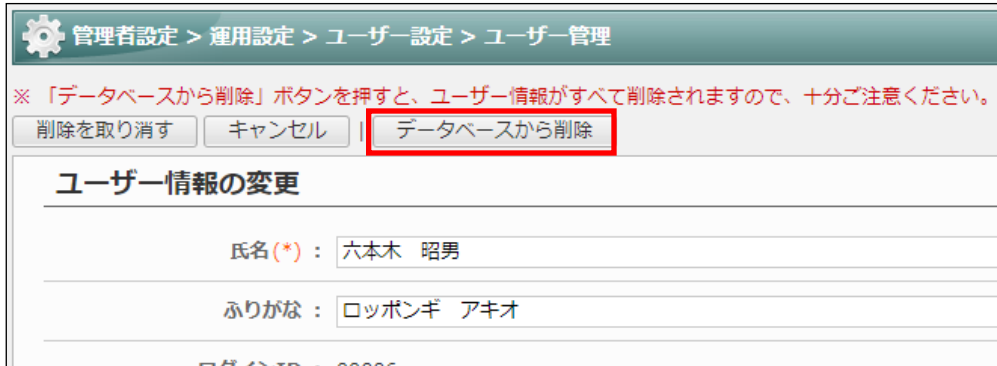 管理者設定 > 運用設定 > ユーザー設定 > ユーザー管理
※ 「データベースから削除」ボタンを押すと、ユーザー情報がすべて削除されますので、十分ご注意ください。
削除を取り消す キャンセル | データベースから削除
ユーザー情報の変更
氏名(*) : 六本木 昭男
ふりがな : ロッポンギ アキオ